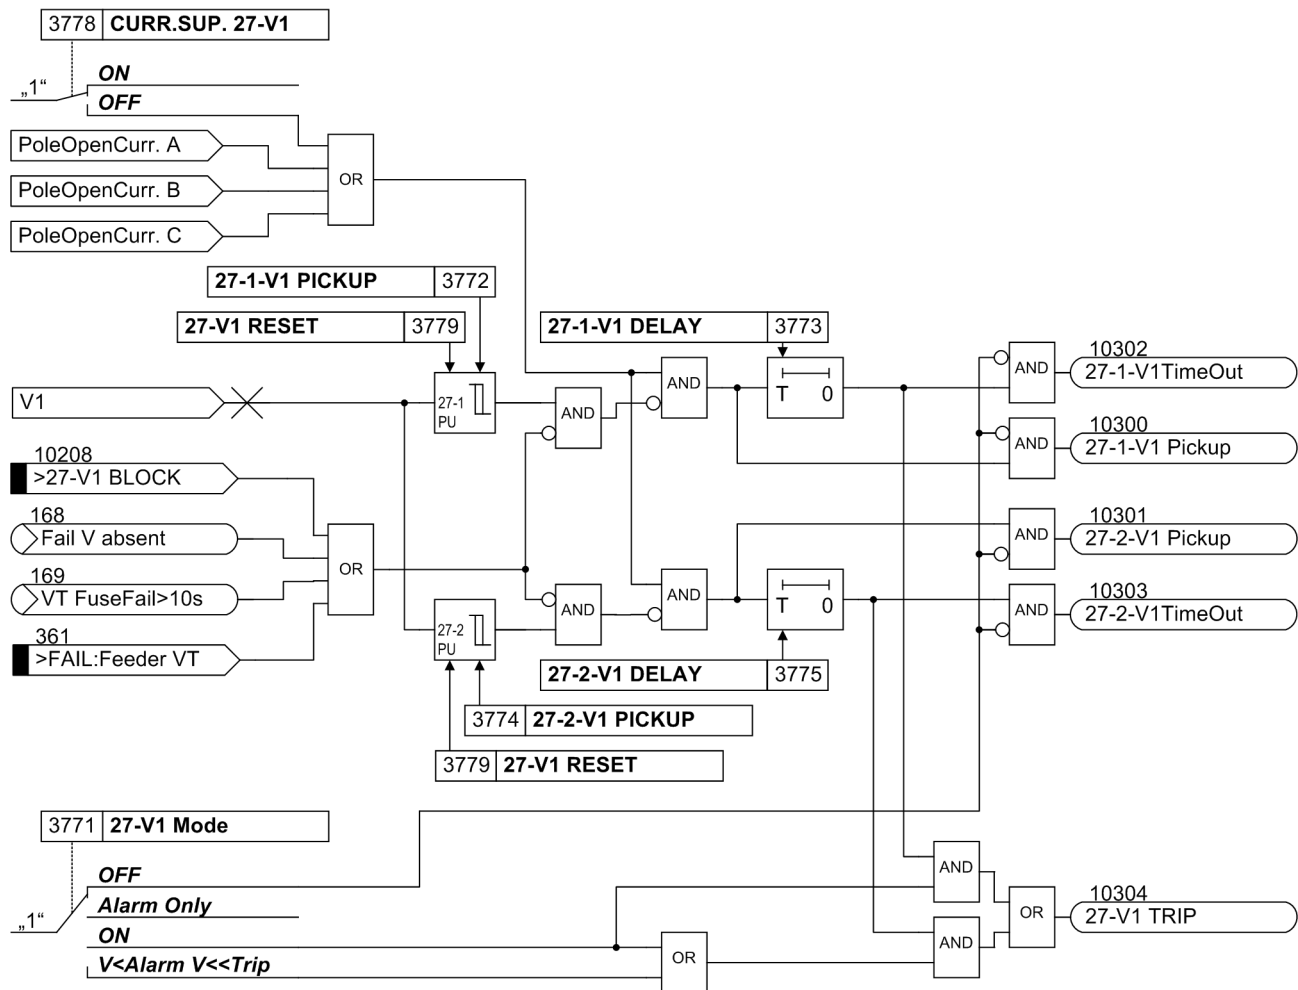 3778 CURR.SUP. 27-V1
ON
„1“
OFF
PoleOpenCurr. A
PoleOpenCurr. B
PoleOpenCurr. C
OR
27-1-V1 PICKUP 3772
27-V1 RESET 3779
27-1-V1 DELAY 3773
V1
27-1
PU
AND
AND
T 0
AND
10302
27-1-V1TimeOut
AND
10300
27-1-V1 Pickup
10208
>27-V1 BLOCK
168
Fail V absent
169
VT FuseFail>10s
361
>FAIL:Feeder VT
OR
27-2
PU
AND
AND
T 0
AND
10301
27-2-V1 Pickup
AND
10303
27-2-V1TimeOut
27-2-V1 DELAY 3775
3774 27-2-V1 PICKUP
3779 27-V1 RESET
3771 27-V1 Mode
OFF
Alarm Only
„1“
ON
V<Alarm V<<Trip
OR
AND
AND
OR
10304
27-V1 TRIP